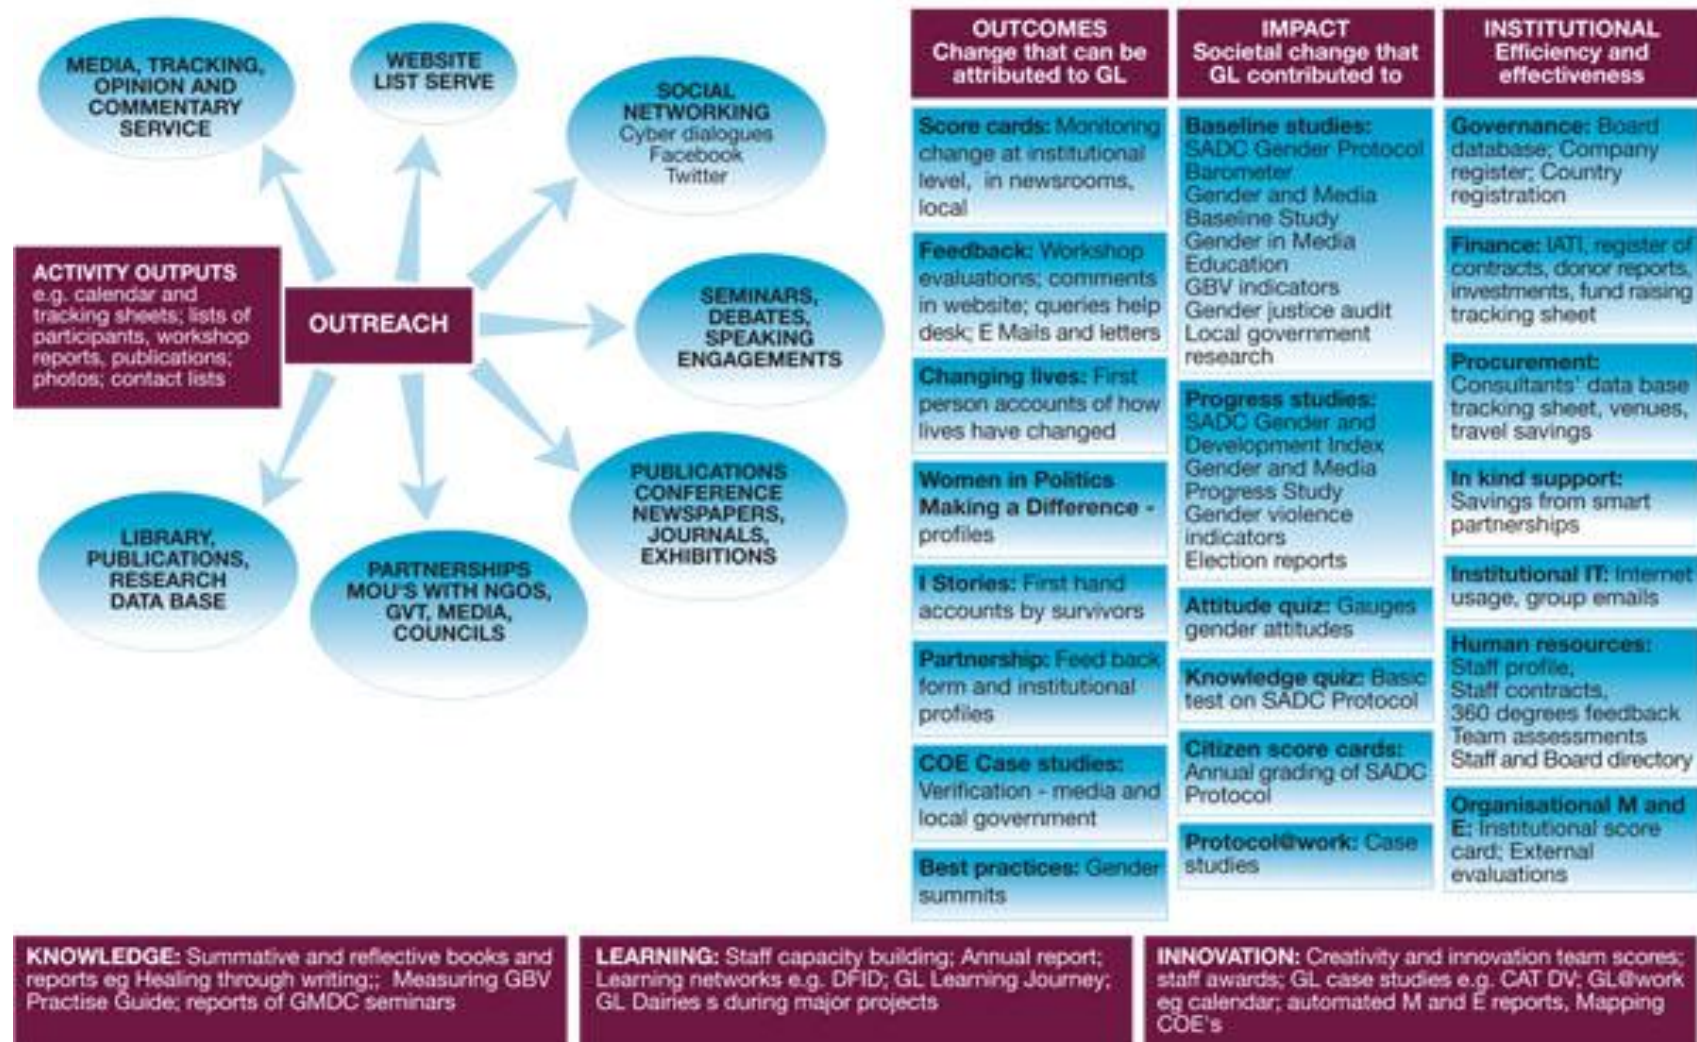 MEDIA, TRACKING,
OPINION AND
COMMENTARY
SERVICE
WEBSITE
LIST SERVE
SOCIAL
NETWORKING
Cyber dialogues
Facebook
Twitter
ACTIVITY OUTPUTS
e.g. calendar and
tracking sheets; lists of
participants, workshop
reports, publications;
photos; contact lists
OUTREACH
SEMINARS,
DEBATES,
SPEAKING
ENGAGEMENTS
PUBLICATIONS
CONFERENCE
NEWSPAPERS,
JOURNALS,
EXHIBITIONS
PARTNERSHIPS
MOU'S WITH NGOS,
GVT, MEDIA,
COUNCILS
LIBRARY,
PUBLICATIONS,
RESEARCH
DATA BASE
OUTCOMES
Change that can be
attributed to GL
Score cards: Monitoring
change at institutional
level, in newsrooms,
local
Feedback: Workshop
evaluations; comments
in website; queries help
desk; E Mails and letters
Changing lives: First
person accounts of how
lives have changed
Women in Politics
Making a Difference -
profiles
I Stories: First hand
accounts by survivors
Partnership: Feed back
form and institutional
profiles
COE Case studies:
Verification - media and
local government
Best practices: Gender
summits
IMPACT
Societal change that
GL contributed to
Baseline studies:
SADC Gender Protocol
Barometer
Gender and Media
Baseline Study
Gender in Media
Education
GBV indicators
Gender justice audit
Local government
research
Progress studies:
SADC Gender and
Development Index
Gender and Media
Progress Study
Gender violence
indicators
Election reports
Attitude quiz: Gauges
gender attitudes
Knowledge quiz: Basic
test on SADC Protocol
Citizen score cards:
Annual grading of SADC
Protocol
Protocol@work: Case
studies
INSTITUTIONAL
Efficiency and
effectiveness
Governance: Board
database; Company
register; Country
registration
Finance: IATI, register of
contracts, donor reports,
investments, fund raising
tracking sheet
Procurement:
Consultants' data base
tracking sheet, venues,
travel savings
In kind support:
Savings from smart
partnerships
Institutional IT: Internet
usage, group emails
Human resources:
Staff profile,
Staff contracts,
360 degrees feedback
Team assessments
Staff and Board directory
Organisational M and
E: Institutional score
card; External
evaluations
KNOWLEDGE: Summative and reflective books and
reports eg Healing through writing;; Measuring GBV
Practise Guide; reports of GMDC seminars
LEARNING: Staff capacity building; Annual report;
Learning networks e.g. DFID; GL Learning Journey;
GL Dairies s during major projects
INNOVATION: Creativity and innovation team scores;
staff awards; GL case studies e.g. CAT DV; GL@work
eg calendar; automated M and E reports, Mapping
COE's